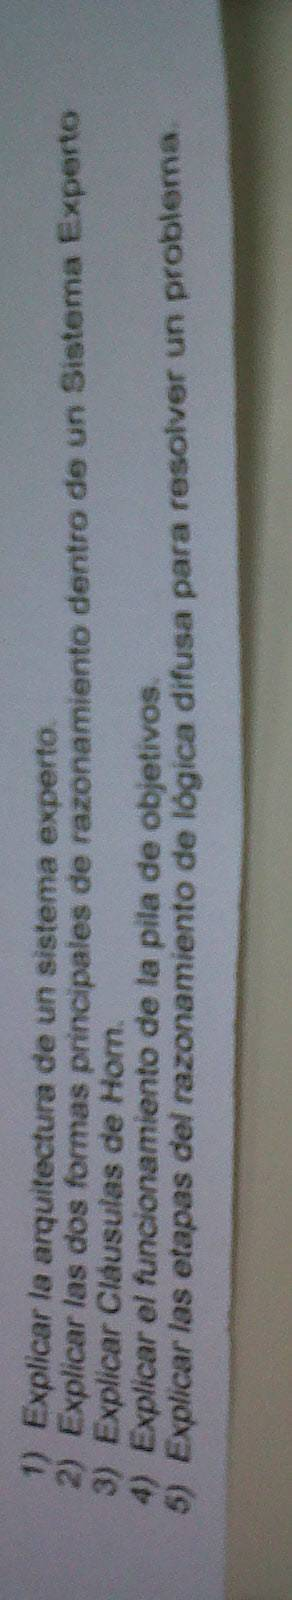 1) Explicar la arquitectura de un sistema experto.
2) Explicar las dos formas principales de razonamiento dentro de un Sistema Experto
3) Explicar Cláusulas de Horn.
4) Explicar el funcionamiento de la pila de objetivos.
5) Explicar las etapas del razonamiento de lógica difusa para resolver un problema.